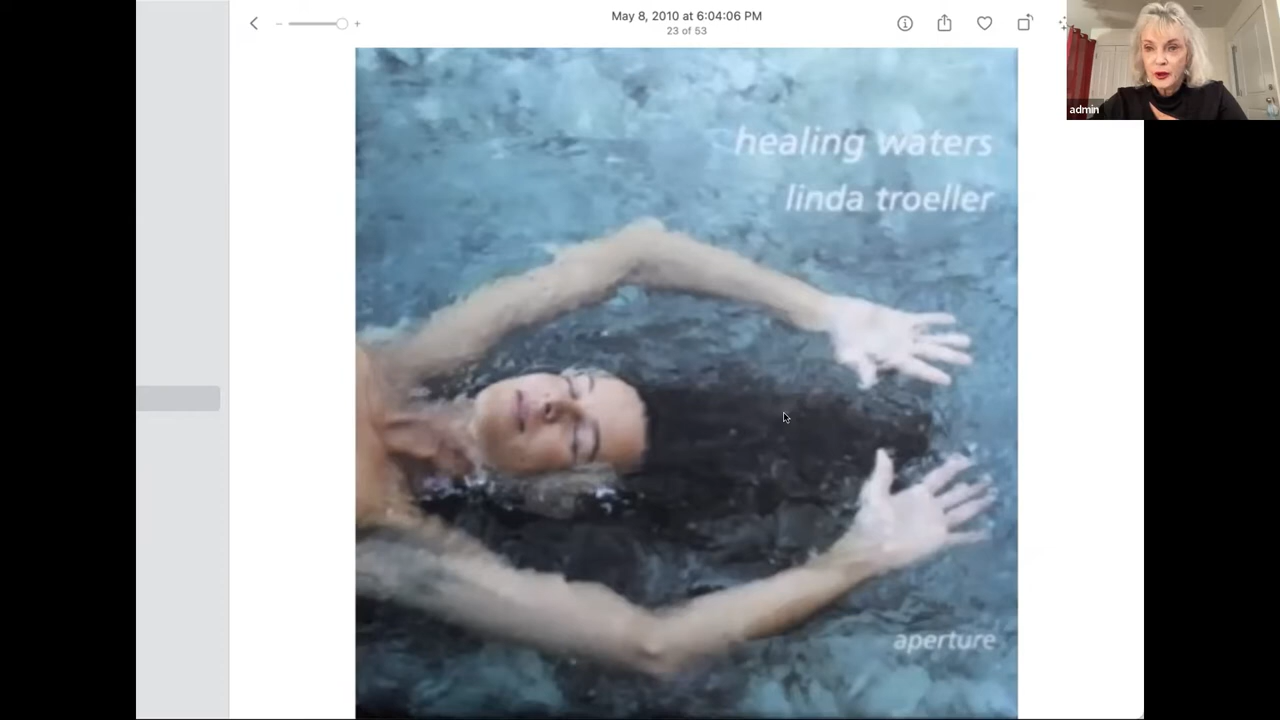 May 8, 2010 at 6:04:06 PM
23 of 53
admin
healing waters
linda troeller
aperture